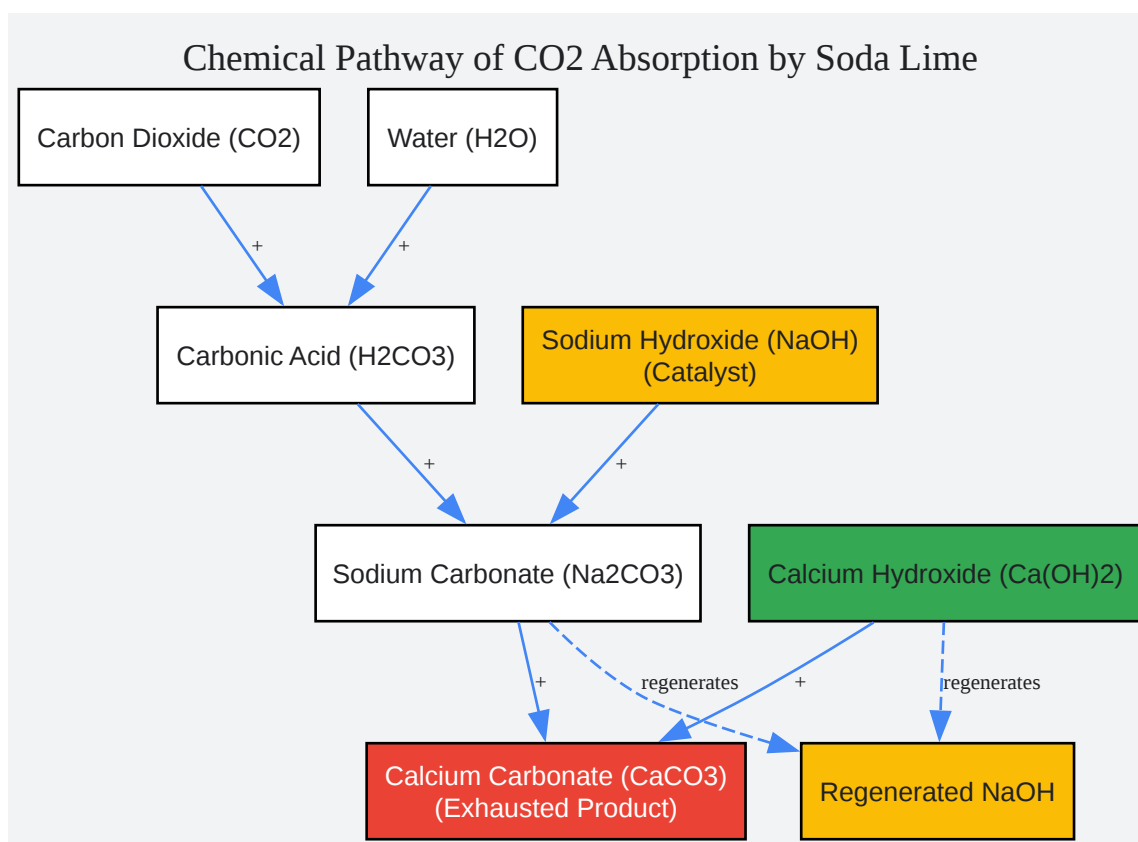 Chemical Pathway of CO2 Absorption by Soda Lime
Carbon Dioxide (CO2)
Water (H2O)
+
+
Carbonic Acid (H2CO3)
Sodium Hydroxide (NaOH)
(Catalyst)
+
+
Sodium Carbonate (Na2CO3)
Calcium Hydroxide (Ca(OH)2)
+
regenerates
+
regenerates
Calcium Carbonate (CaCO3)
(Exhausted Product)
Regenerated NaOH